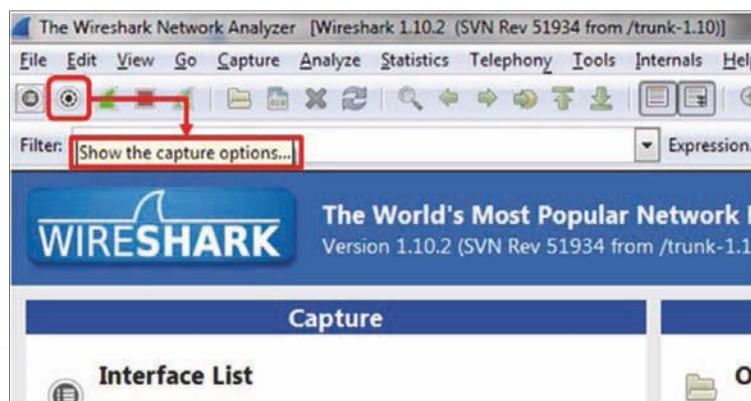 The Wireshark Network Analyzer [Wireshark 1.10.2 (SVN Rev 51934 from /trunk-1.10)]
File Edit View Go Capture Analyze Statistics Telephony Tools Internals Help
Filter: Expression.
Show the capture options...
WIRESHARK
The World's Most Popular Network
Version 1.10.2 (SVN Rev 51934 from /trunk-1.1
Capture
Interface List